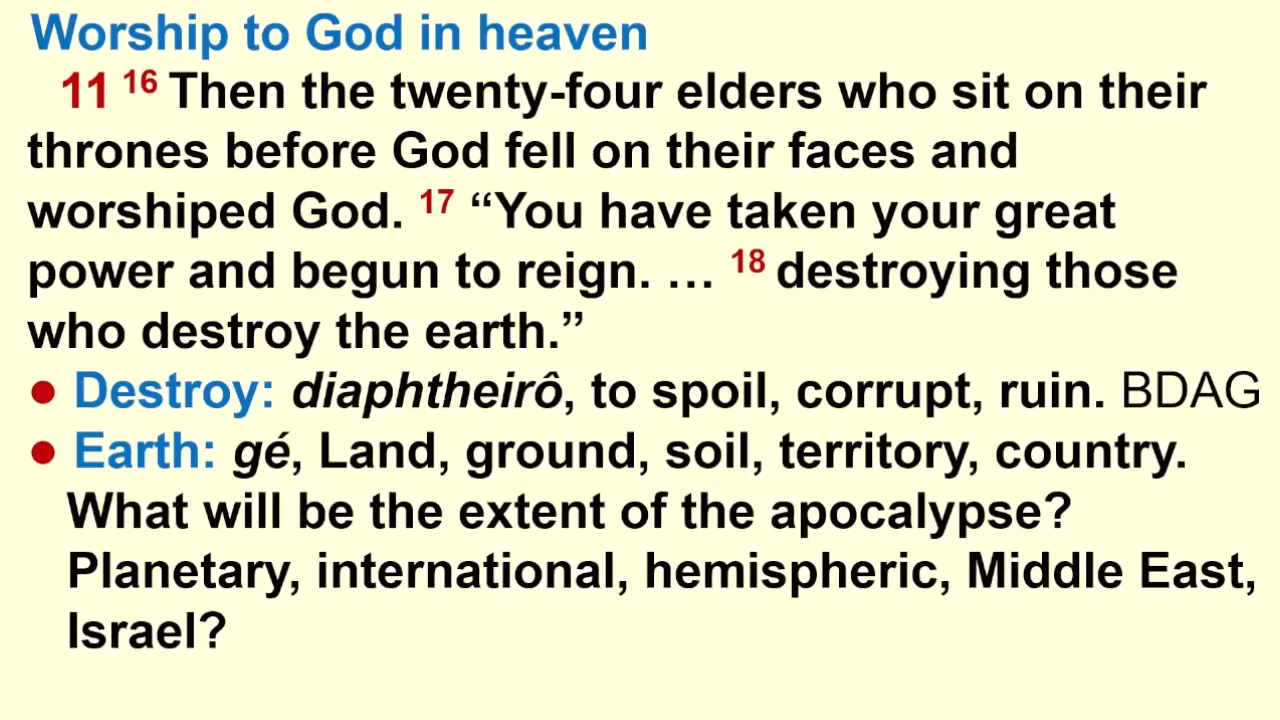 Worship to God in heaven
11 16 Then the twenty-four elders who sit on their
thrones before God fell on their faces and
worshiped God. 17 “You have taken your great
power and begun to reign. … 18 destroying those
who destroy the earth.”
● Destroy: diaphtheirô, to spoil, corrupt, ruin. BDAG
● Earth: gé, Land, ground, soil, territory, country.
What will be the extent of the apocalypse?
Planetary, international, hemispheric, Middle East,
Israel?